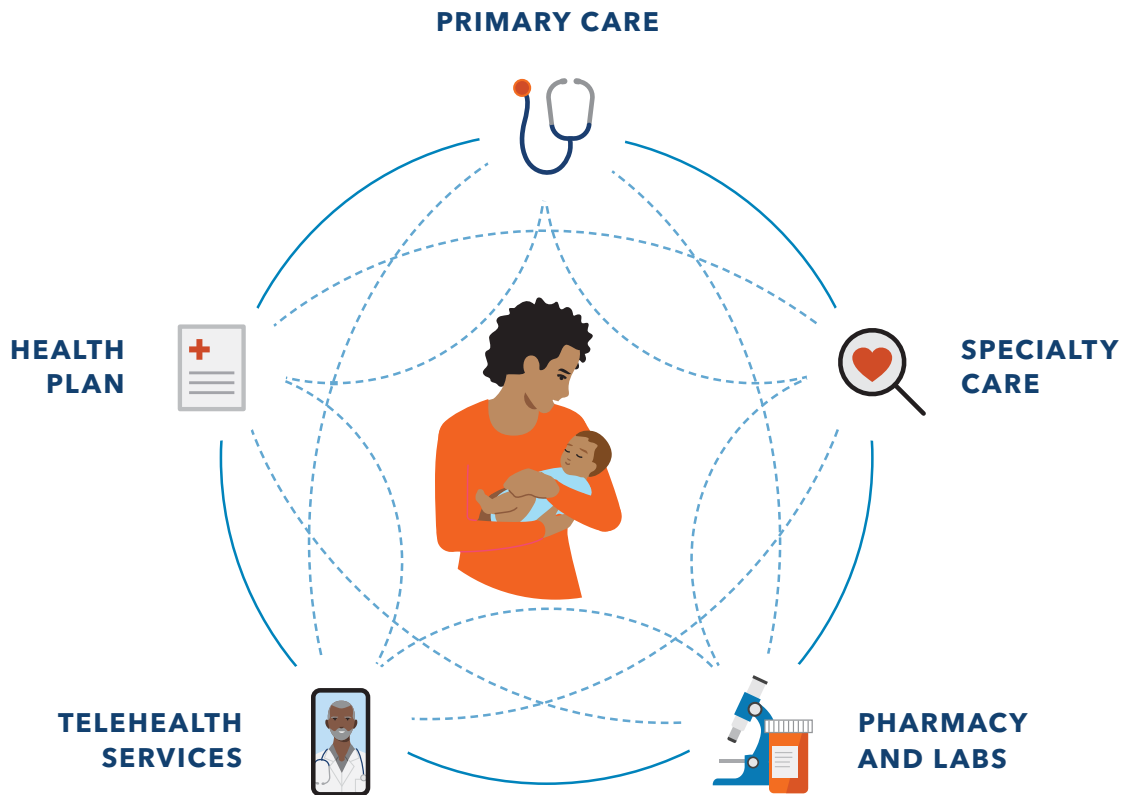 PRIMARY CARE
HEALTH
PLAN
SPECIALTY
CARE
TELEHEALTH
SERVICES
PHARMACY
AND LABS